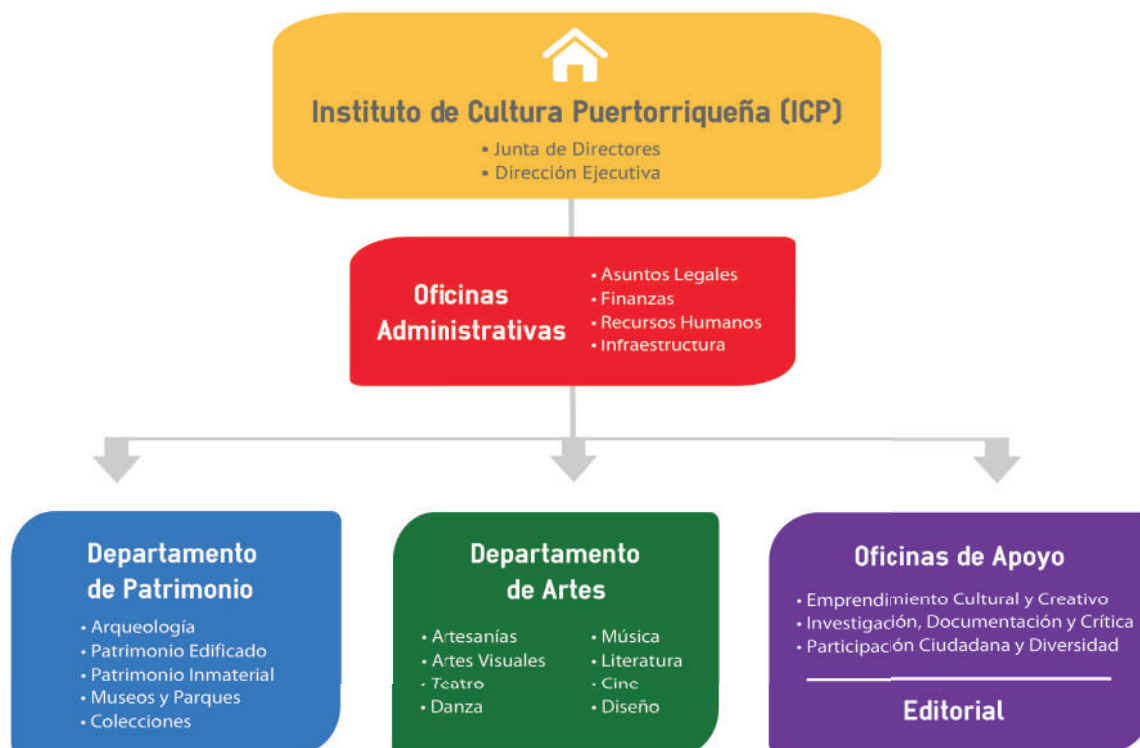 Instituto de Cultura Puertorriqueña (ICP)
• Junta de Directores
• Dirección Ejecutiva
Oficinas
Administrativas
• Asuntos Legales
• Finanzas
• Recursos Humanos
• Infraestructura
Departamento
de Patrimonio
• Arqueología
• Patrimonio Edificado
• Patrimonio Inmaterial
• Museos y Parques
• Colecciones
Departamento
de Artes
• Artesanías
• Artes Visuales
• Teatro
• Danza
• Música
• Literatura
• Cine
• Diseño
Oficinas de Apoyo
• Emprendimiento Cultural y Creativo
• Investigación, Documentación y Crítica
• Participación Ciudadana y Diversidad
Editorial